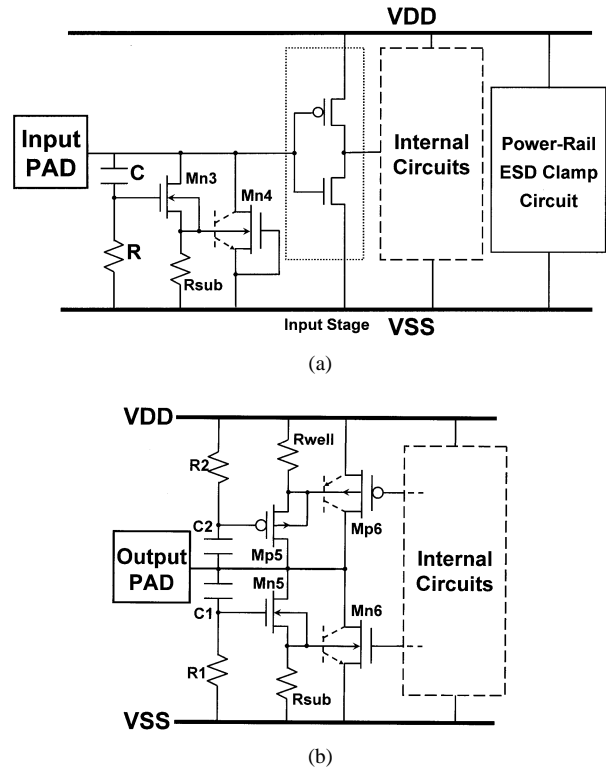 VDD
Input
PAD
C
Mn3
Mn4
R
Rsub
Internal
Circuits
Power-Rail
ESD Clamp
Circuit
Input Stage
VSS
(a)
VDD
Rwell
R2
C2
Mp5
Mp6
Output
PAD
Internal
Circuits
C1
Mn5
Mn6
R1
Rsub
VSS
(b)